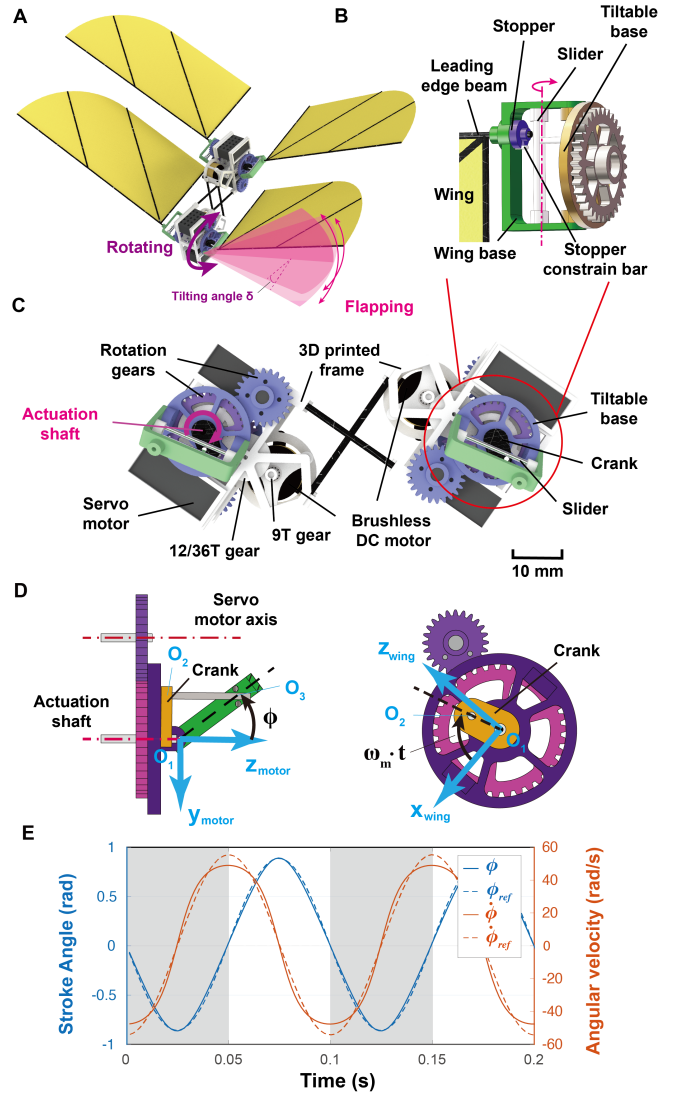 A
Rotating
Tilting angle δ
Flapping
B
Tiltable
base
Stopper
Slider
Leading
edge beam
Wing
Wing base
Stopper
constrain bar
C
Rotation
gears
3D printed
frame
Actuation
shaft
Tiltable
base
Crank
Servo
motor
Slider
9T gear
Brushless
DC motor
12/36T gear
10 mm
D
Servo
motor axis
O2
Crank
Actuation
shaft
O3
ϕ
O1
zmotor
ymotor
Crank
zwing
O2
O1
ωm·t
xwing
E
Stroke Angle (rad)
1
0.5
0
-0.5
-1
ϕ
ϕref
ϕ̇
ϕ̇ref
60
40
20
0
-20
-40
-60
Angular velocity (rad/s)
0
0.05
0.1
0.15
0.2
Time (s)